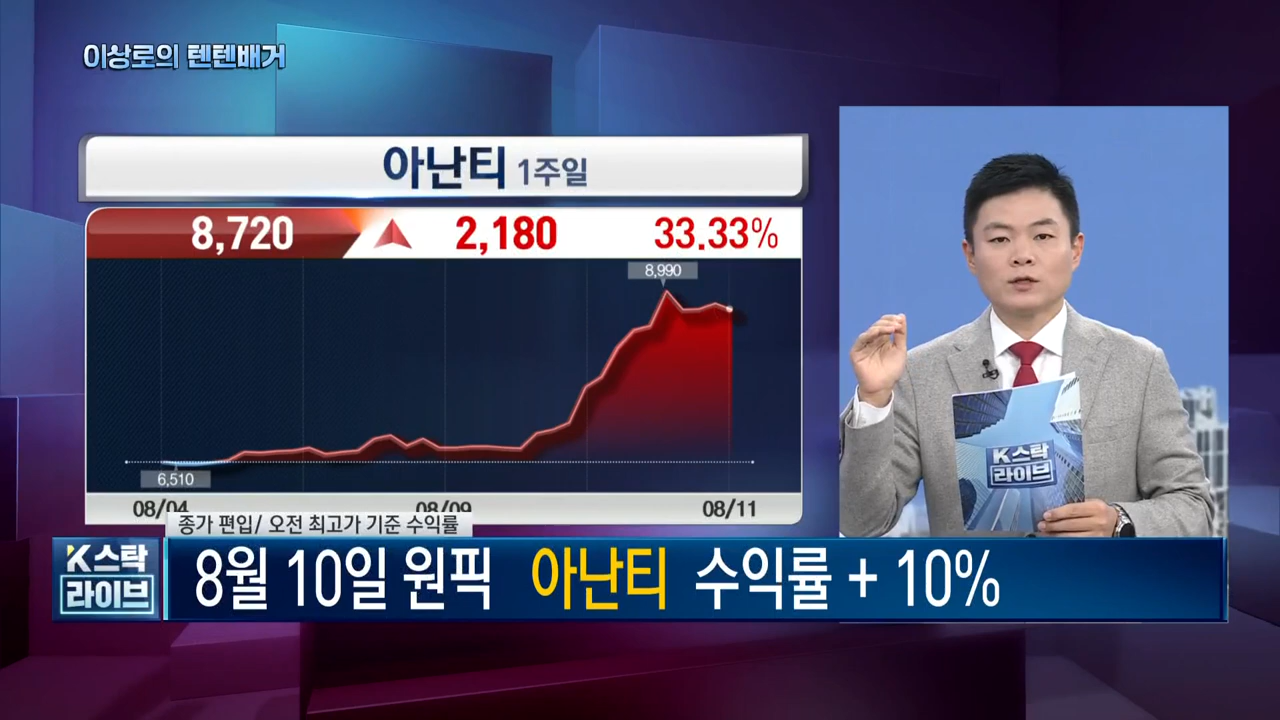 이상로의 텐텐배거
아난티 1주일
8,720 ▲ 2,180 33.33%
8,990
6,510
08/04 08/09 08/11
종가 편입/ 오전 최고가 기준 수익률
K스탁
라이브
8월 10일 원픽 아난티 수익률 + 10%
K스탁
라이브